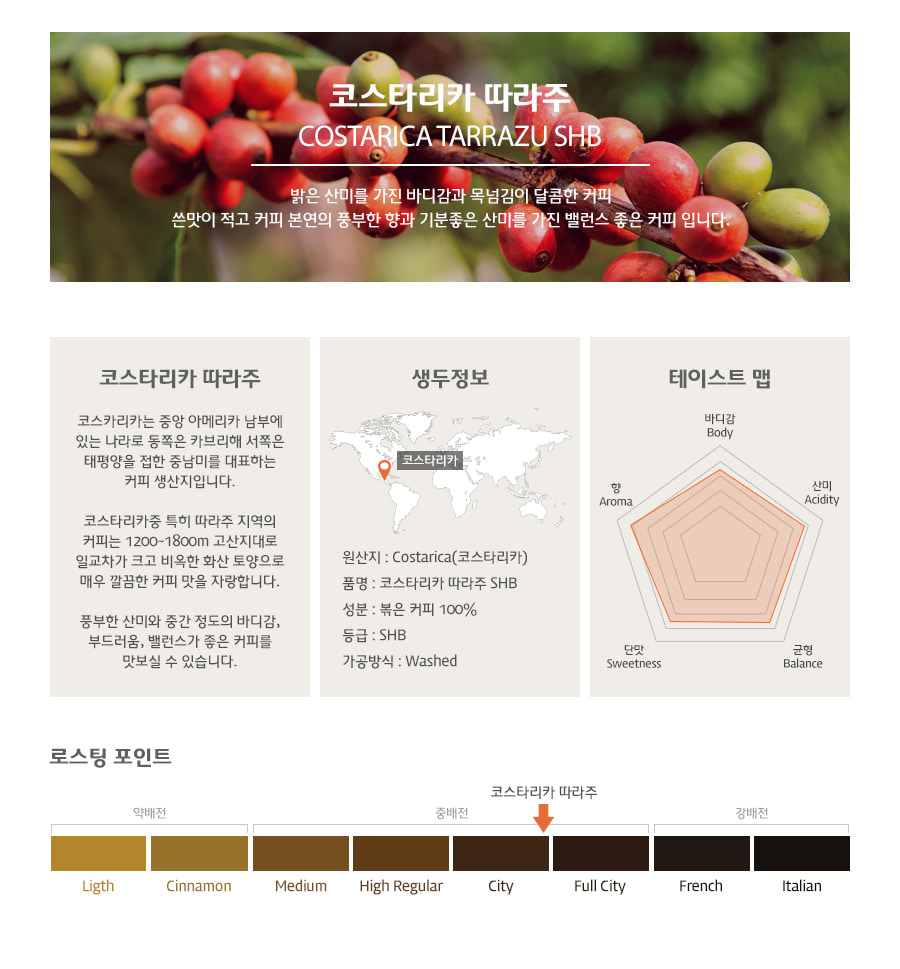 코스타리카 따라주
COSTARICA TARRAZU SHB
밝은 산미를 가진 바디감과 목넘김이 달콤한 커피
쓴맛이 적고 커피 본연의 풍부한 향과 기분좋은 산미를 가진 밸런스 좋은 커피 입니다.
코스타리카 따라주
코스카리카는 중앙 아메리카 남부에
있는 나라로 동쪽은 카브리해 서쪽은
태평양을 접한 중남미를 대표하는
커피 생산지입니다.
코스타리카중 특히 따라주 지역의
커피는 1200~1800m 고산지대로
일교차가 크고 비옥한 화산 토양으로
매우 깔끔한 커피 맛을 자랑합니다.
풍부한 산미와 중간 정도의 바디감,
부드러움, 밸런스가 좋은 커피를
맛보실 수 있습니다.
생두정보
코스타리카
원산지 : Costarica(코스타리카)
품명 : 코스타리카 따라주 SHB
성분 : 볶은 커피 100%
등급 : SHB
가공방식 : Washed
테이스트 맵
바디감
Body
산미
Acidity
향
Aroma
단맛
Sweetness
균형
Balance
로스팅 포인트
코스타리카 따라주
약배전
중배전
강배전
Ligth
Cinnamon
Medium
High Regular
City
Full City
French
Italian